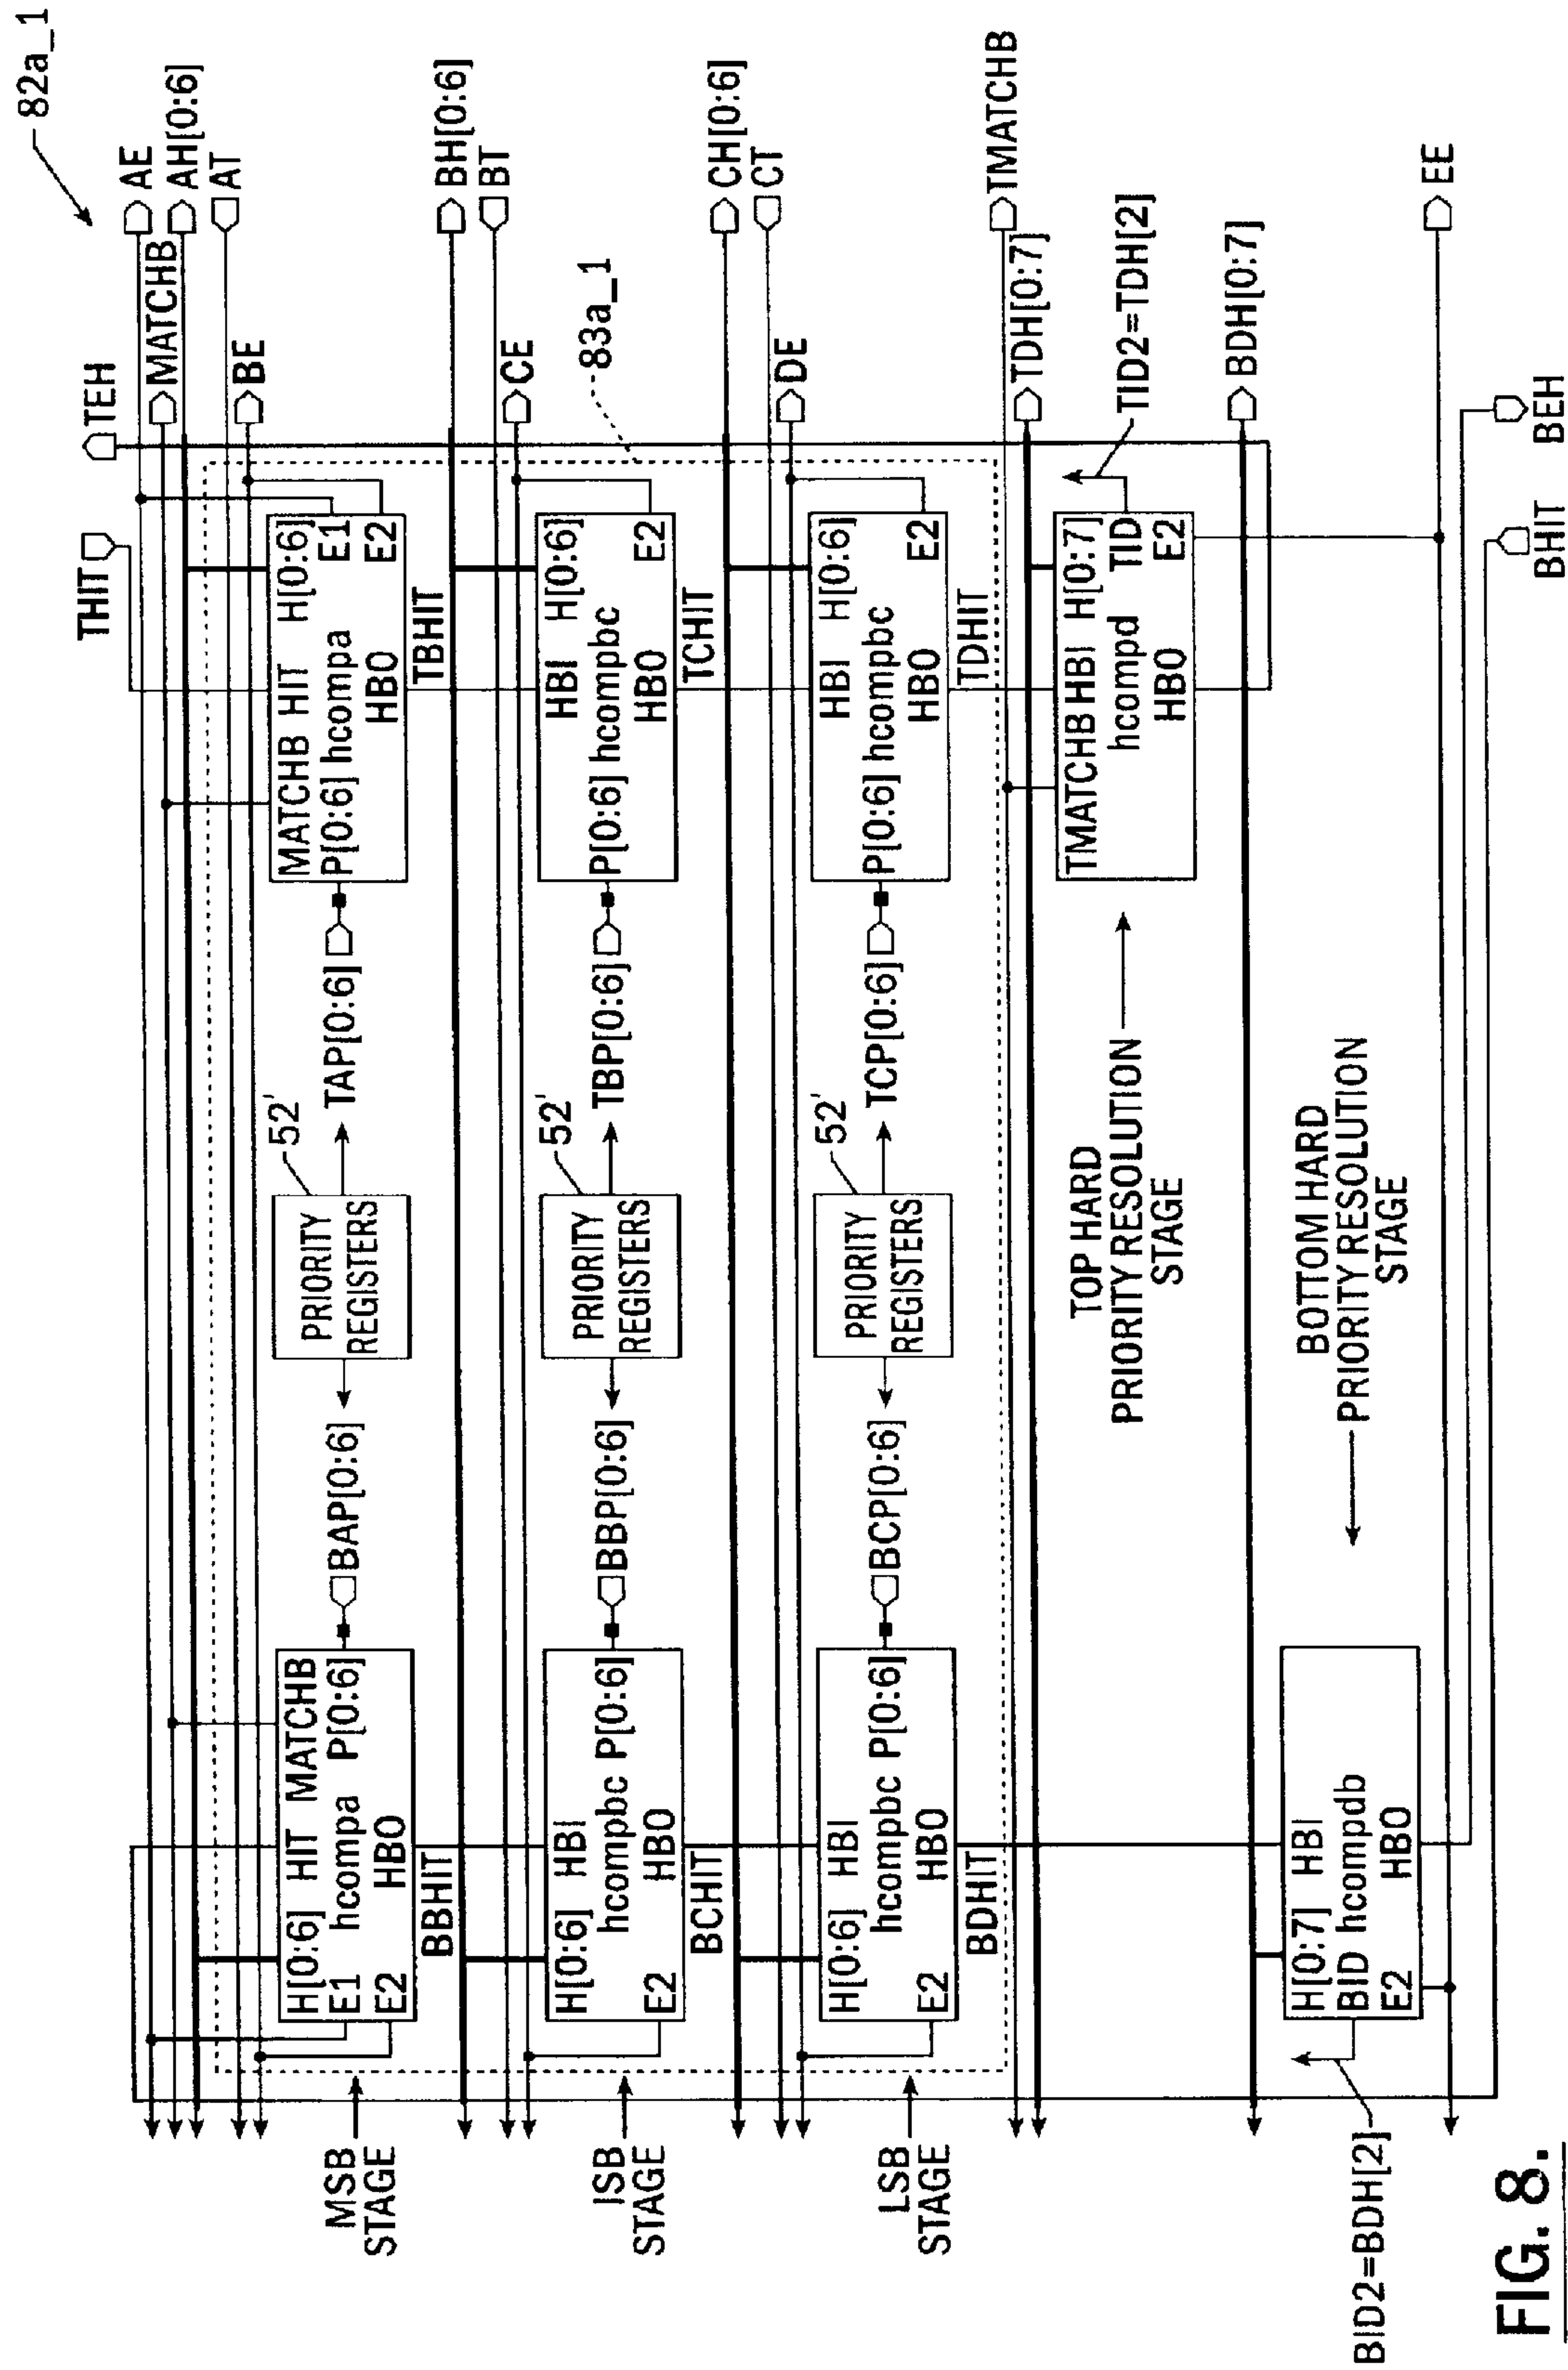 82a_1
THIT
TEH
AE
MATCHB
AH[0:6]
AT
BE
MSB
STAGE
H[0:6] HIT MATCHB
E1 hcompa P[0:6]
E2 HBO
BAP[0:6]
PRIORITY
REGISTERS
52'
TAP[0:6]
MATCHB HIT H[0:6]
P[0:6] hcompa E1
HBO E2
BBHIT
TBHIT
BH[0:6]
BT
CE
83a_1
ISB
STAGE
H[0:6] HBI
hcompbc P[0:6]
E2 HBO
BBP[0:6]
PRIORITY
REGISTERS
52'
TBP[0:6]
HBI H[0:6]
P[0:6] hcompbc
HBO E2
BCHIT
TCHIT
CH[0:6]
CT
DE
LSB
STAGE
H[0:6] HBI
hcompbc P[0:6]
E2 HBO
BCP[0:6]
PRIORITY
REGISTERS
52'
TCP[0:6]
HBI H[0:6]
P[0:6] hcompbc
HBO E2
BDHIT
TDHIT
TMATCHB
TDH[0:7]
TOP HARD
PRIORITY RESOLUTION
STAGE
TMATCHB HBI H[0:7]
hcompd TID
HBO E2
TID2=TDH[2]
BDH[0:7]
BOTTOM HARD
PRIORITY RESOLUTION
STAGE
H[0:7] HBI
BID hcompdb
E2 HBO
BID2=BDH[2]
EE
BHIT
BEH
FIG. 8.